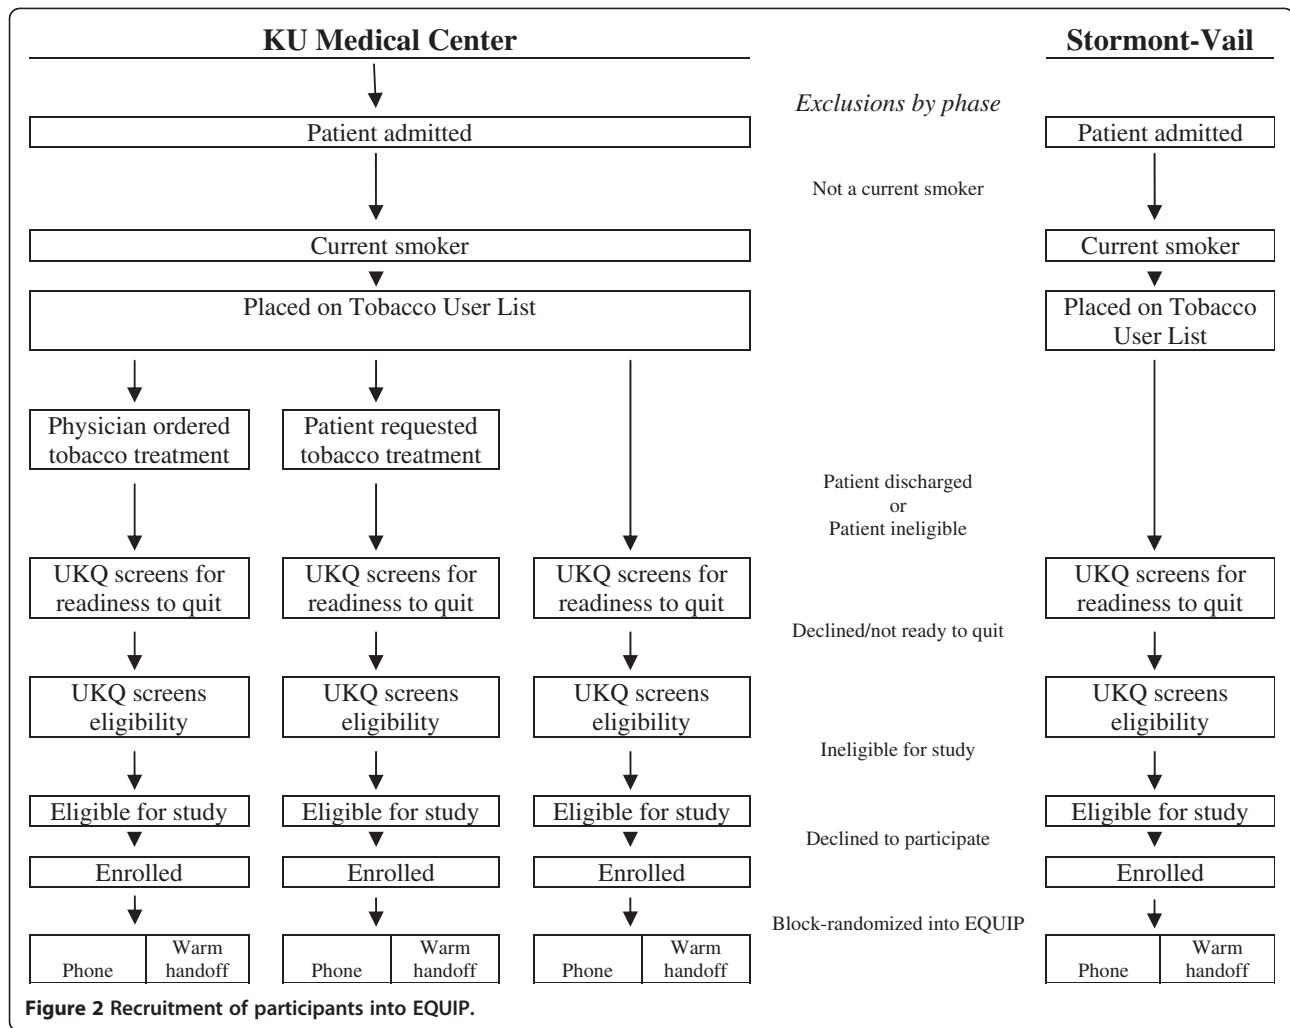 KU Medical Center
Stormont-Vail
Exclusions by phase
Patient admitted
Patient admitted
Not a current smoker
Current smoker
Current smoker
Placed on Tobacco User List
Placed on Tobacco
User List
Physician ordered
tobacco treatment
Patient requested
tobacco treatment
Patient discharged
or
Patient ineligible
UKQ screens for
readiness to quit
UKQ screens for
readiness to quit
UKQ screens for
readiness to quit
UKQ screens for
readiness to quit
Declined/not ready to quit
UKQ screens
eligibility
UKQ screens
eligibility
UKQ screens
eligibility
UKQ screens
eligibility
Ineligible for study
Eligible for study
Eligible for study
Eligible for study
Eligible for study
Declined to participate
Enrolled
Enrolled
Enrolled
Enrolled
Block-randomized into EQUIP
Phone
Warm
handoff
Phone
Warm
handoff
Phone
Warm
handoff
Phone
Warm
handoff
Figure 2 Recruitment of participants into EQUIP.